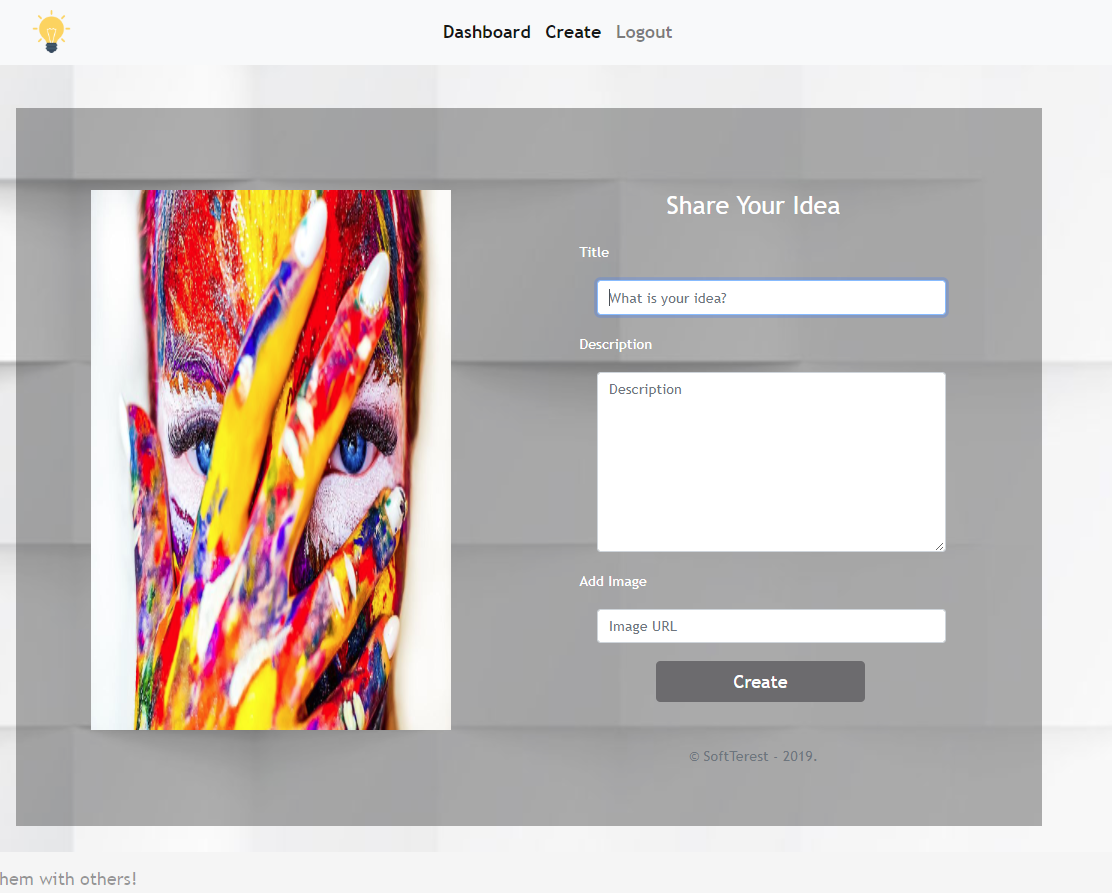 Dashboard Create Logout
Share Your Idea
Title
What is your idea?
Description
Description
Add Image
Image URL
Create
© SoftTerest - 2019.
hem with others!